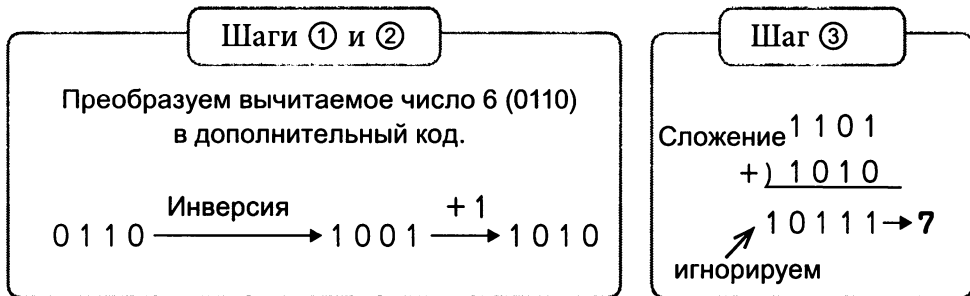 Шаги ① и ②
Преобразуем вычитаемое число 6 (0110)
в дополнительный код.
Инверсия +1
0110 → 1001 → 1010
Шаг ③
Сложение 1101
+) 1010
10111→7
игнорируем